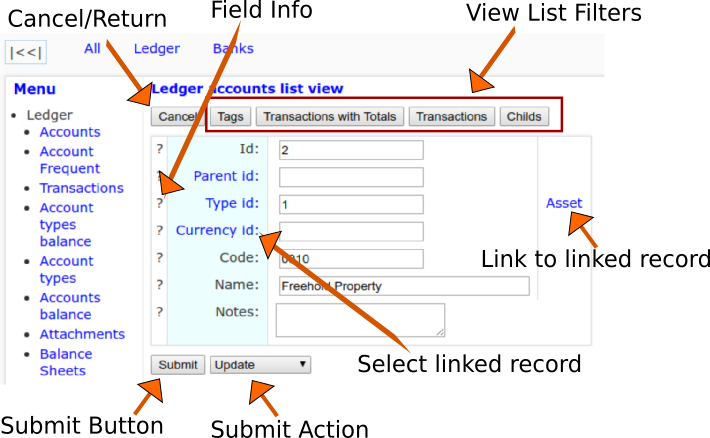 Cancel/Return
Field Info
View List Filters
|<<|
All
Ledger
Banks
Menu
Ledger
Accounts
Account
Frequent
Transactions
Account
types
balance
Account
types
Accounts
balance
Attachments
Balance
Sheets
Ledger accounts list view
Cancel
Tags
Transactions with Totals
Transactions
Childs
? Id: 2
? Parent id:
? Type id: 1 Asset
? Currency id:
? Code: 0010
? Name: Freehold Property
? Notes:
Submit
Update
Link to linked record
Select linked record
Submit Button
Submit Action